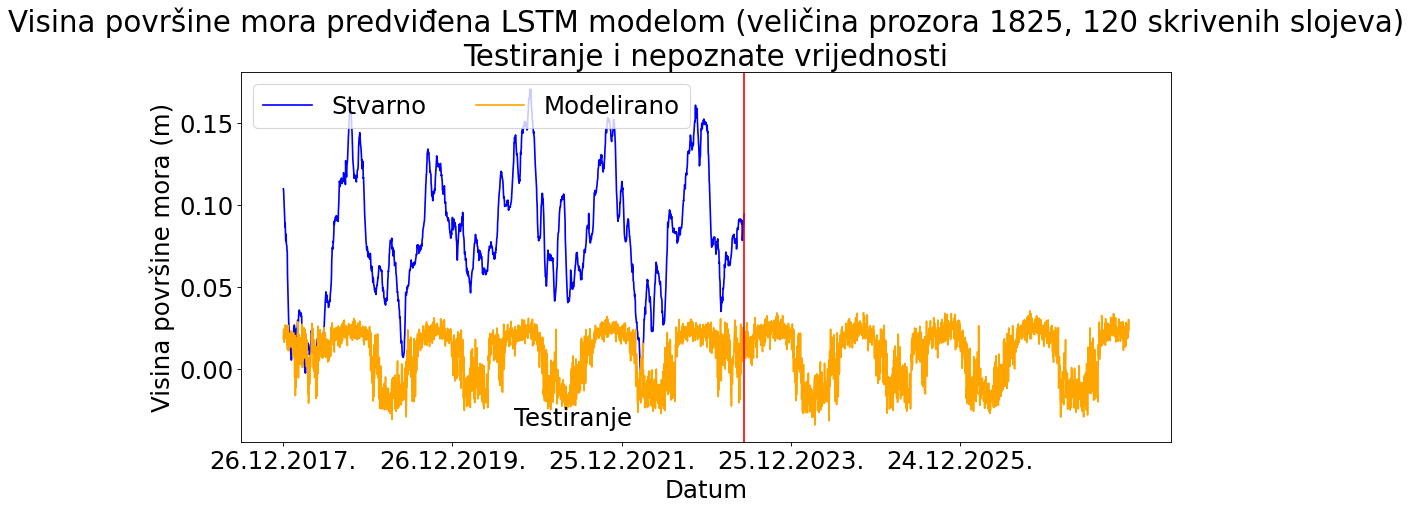 Visina površine mora predviđena LSTM modelom (veličina prozora 1825, 120 skrivenih slojeva)
Testiranje i nepoznate vrijednosti
Stvarno
Modelirano
Visina površine mora (m)
0.15
0.10
0.05
0.00
Testiranje
26.12.2017.
26.12.2019.
25.12.2021.
25.12.2023.
24.12.2025.
Datum